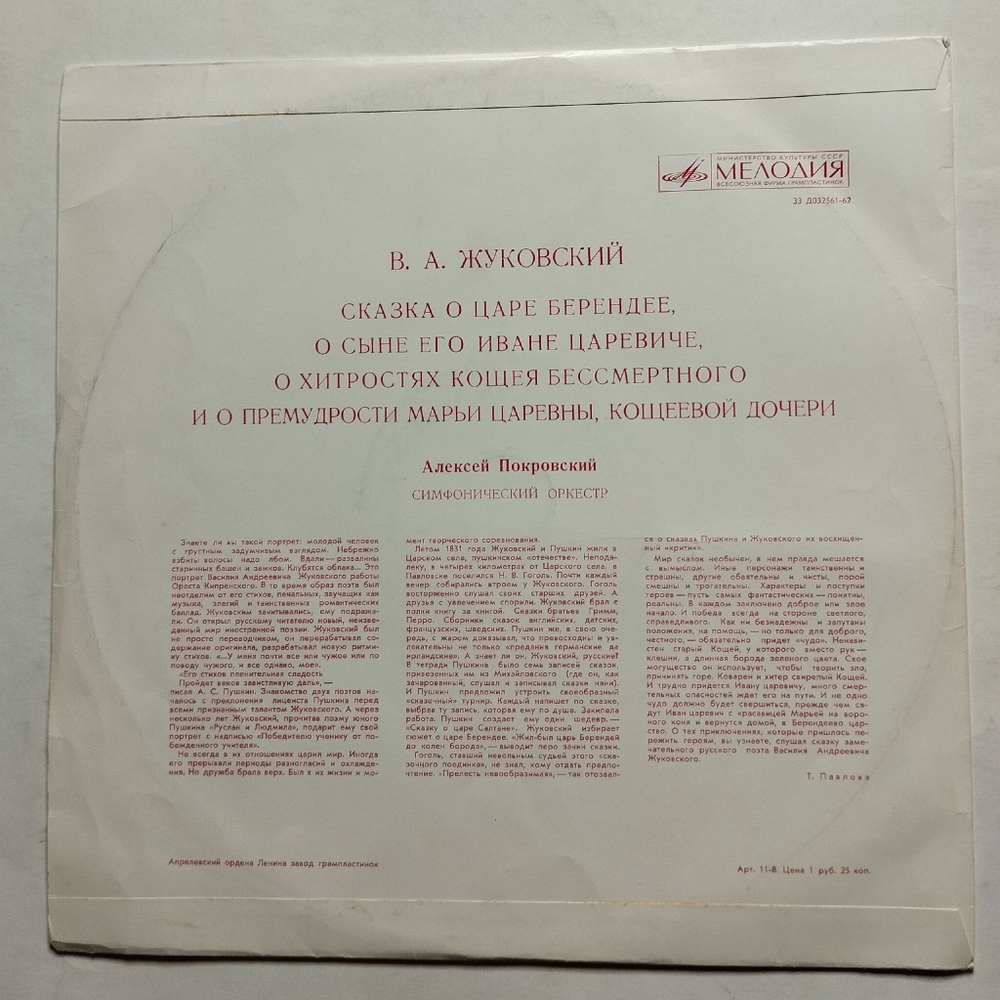 МИНИСТЕРСТВО КУЛЬТУРЫ СССР
МЕЛОДИЯ
ВСЕСОЮЗНАЯ ФИРМА ГРАМПЛАСТИНОК
33 Д032561-62
В. А. ЖУКОВСКИЙ
СКАЗКА О ЦАРЕ БЕРЕНДЕЕ,
О СЫНЕ ЕГО ИВАНЕ ЦАРЕВИЧЕ,
О ХИТРОСТЯХ КОЩЕЯ БЕССМЕРТНОГО
И О ПРЕМУДРОСТИ МАРЬИ ЦАРЕВНЫ, КОЩЕЕВОЙ ДОЧЕРИ
Алексей Покровский
СИМФОНИЧЕСКИЙ ОРКЕСТР
Знаете ли вы такой портрет: молодой человек
с грустным задумчивым взглядом. Небрежно
взбиты волосы надо лбом. Вдали — развалины
старинных башен и замков. Клубятся облака... Это
портрет Василия Андреевича Жуковского работы
Ореста Кипренского. В то время образ поэта был
неотделим от его стихов, печальных, звучащих как
музыка, элегий и таинственных романтических
баллад. Жуковским зачитывались, ему подража-
ли. Он открыл русскому читателю новый, неизве-
данный мир иностранной поэзии. Жуковский был
не просто переводчиком, он перерабатывал со-
держание оригинала, разрабатывал новую ритми-
ку стихов. «...У меня почти все или чужое или по
поводу чужого, и все однако, мое».
«Его стихов пленительная сладость
Пройдет веков завистливую даль», —
писал А. С. Пушкин. Знакомство двух поэтов на-
чалось с преклонения лицеиста Пушкина перед
всеми признанным талантом Жуковского. А через
несколько лет Жуковский, прочитав поэму юного
Пушкина «Руслан и Людмила», подарит ему свой
портрет с надписью «Победителю ученику от по-
бежденного учителя».
Не всегда в их отношениях царил мир. Иногда
его прерывали периоды разногласий и охлажде-
ния. Но дружба брала верх. Был в их жизни и мо-
мент творческого соревнования.
Летом 1831 года Жуковский и Пушкин жили в
Царском селе, пушкинском «отечестве». Непода-
леку, в четырех километрах от Царского села, в
Павловске поселился Н. В. Гоголь. Почти каждый
вечер собирались втроем у Жуковского. Гоголь
восторженно слушал своих старших друзей. А
друзья с увлечением спорили. Жуковский брал с
полки книгу за книгой. Сказки братьев Гримм,
Перро. Сборники сказок английских, датских,
французских, шведских. Пушкин же, в свою оче-
редь, с жаром доказывал, что превосходны и ув-
лекательны не только «предания германские да
ирландские». А знает ли он, Жуковский, русские?
В тетради Пушкина было семь записей сказок,
привезенных им из Михайловского (где он, как
зачарованный, слушал и записывал сказки няни).
И Пушкин предложил устроить своеобразный
«сказочный» турнир. Каждый напишет по сказке,
выбрав ту запись, которая ему по душе. Закипала
работа. Пушкин создает еще один шедевр. —
«Сказку о царе Салтане». Жуковский избирает
сюжет о царе Берендее. «Жил-был царь Берендей
до колен борода», — выводит перо зачин сказки.
Гоголь, ставший невольным судьей этого «ска-
зочного поединка», не знал, кому отдать предпо-
чтение. «Прелесть невообразимая», — так отозвал-
ся о сказках Пушкина и Жуковского их восхищен-
ный «критик».
Мир сказок необычен, в нем правда мешается
с вымыслом. Иные персонажи таинственны и
страшны, другие обаятельны и чисты, порой
смешны и трогательны. Характеры и поступки
героев — пусть самых фантастических — понятны,
реальны. В каждом заключено доброе или злое
начало. И победа всегда на стороне светлого,
справедливого. Как ни безнадежны и запутаны
положения, на помощь, — но только для доброго,
честного, — обязательно придет «чудо». Ненавис-
тен старый Кощей, у которого вместо рук —
клешни, а длинная борода зеленого цвета. Свое
могущество он использует, чтобы творить зло,
причинять горе. Коварен и хитер свирепый Кощей.
И трудно придется Ивану царевичу, много смер-
тельных опасностей ждет его на пути. И не одно
чудо должно будет свершиться, прежде чем ся-
дут Иван царевич с красавицей Марьей на воро-
ного коня и вернутся домой, в Берендеево цар-
ство. О тех приключениях, которые пришлось пе-
режить героям, вы узнаете, слушая сказку заме-
чательного русского поэта Василия Андреевича
Жуковского.
Т. Павлова
Апрелевский ордена Ленина завод грампластинок
Арт. 11-8. Цена 1 руб. 25 коп.